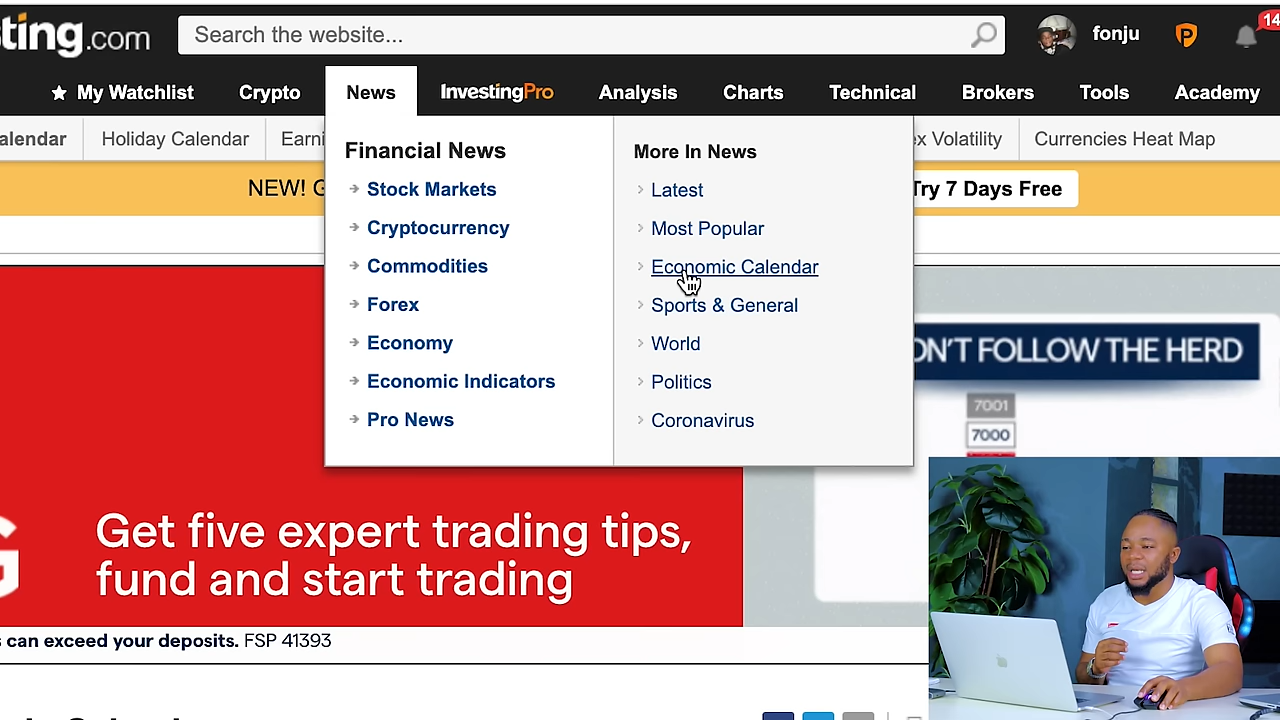 ting.com
Search the website...
fonju
14
My Watchlist
Crypto
News
InvestingPro
Analysis
Charts
Technical
Brokers
Tools
Academy
alendar
Holiday Calendar
Earni
ex Volatility
Currencies Heat Map
NEW! G
Try 7 Days Free
Financial News
Stock Markets
Cryptocurrency
Commodities
Forex
Economy
Economic Indicators
Pro News
More In News
Latest
Most Popular
Economic Calendar
Sports & General
World
Politics
Coronavirus
ON'T FOLLOW THE HERD
7001
7000
G
Get five expert trading tips,
fund and start trading
s can exceed your deposits. FSP 41393